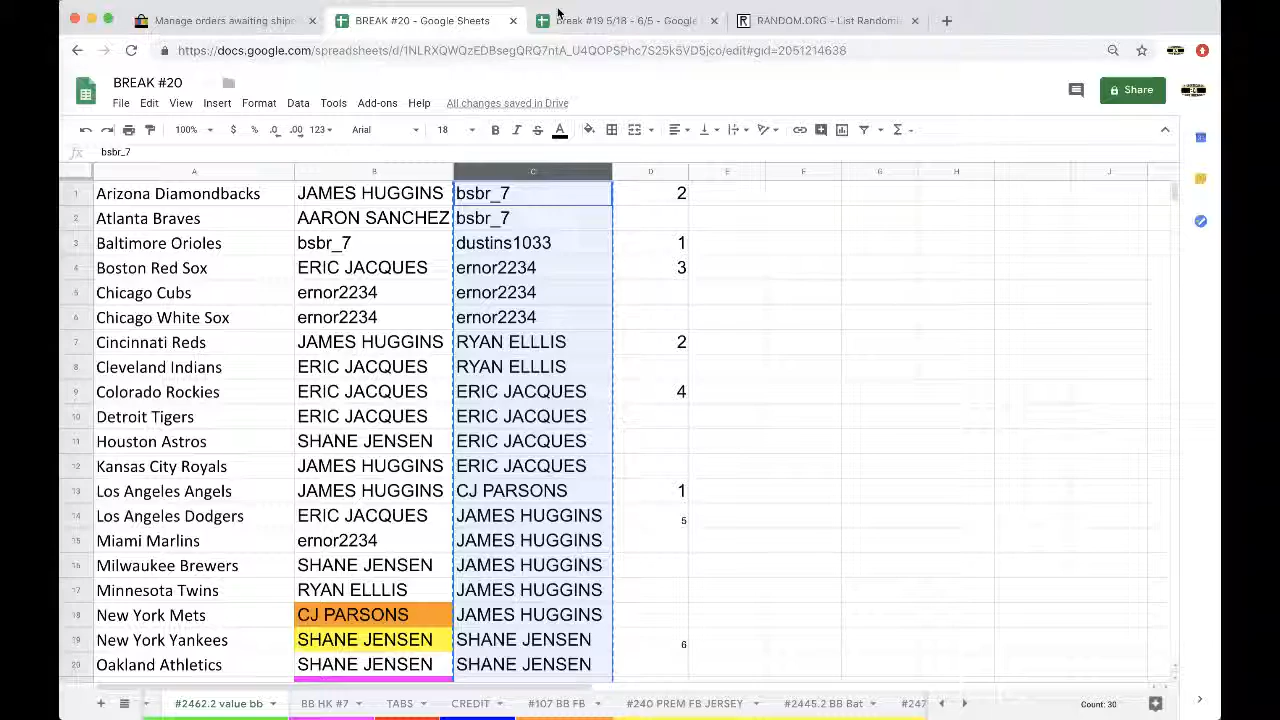 Manage orders awaiting shipm ×
BREAK #20 - Google Sheets ×
Break #19 5/18 - 6/5 - Google ×
RANDOM.ORG - List Randomi ×
https://docs.google.com/spreadsheets/d/1NLRXQWQzEDBsegQRQ7ntA_U4QOPSPhc7S25k5VD5jco/edit#gid=2051214638
BREAK #20
File Edit View Insert Format Data Tools Add-ons Help All changes saved in Drive
Share
100% $ % .0 .00 123 Arial 18 B I S A
fx bsbr_7
A B C D E F G H I J
1 Arizona Diamondbacks JAMES HUGGINS bsbr_7 2
2 Atlanta Braves AARON SANCHEZ bsbr_7
3 Baltimore Orioles bsbr_7 dustins1033 1
4 Boston Red Sox ERIC JACQUES ernor2234 3
5 Chicago Cubs ernor2234 ernor2234
6 Chicago White Sox ernor2234 ernor2234
7 Cincinnati Reds JAMES HUGGINS RYAN ELLLIS 2
8 Cleveland Indians ERIC JACQUES RYAN ELLLIS
9 Colorado Rockies ERIC JACQUES ERIC JACQUES 4
10 Detroit Tigers ERIC JACQUES ERIC JACQUES
11 Houston Astros SHANE JENSEN ERIC JACQUES
12 Kansas City Royals JAMES HUGGINS ERIC JACQUES
13 Los Angeles Angels JAMES HUGGINS CJ PARSONS 1
14 Los Angeles Dodgers ERIC JACQUES JAMES HUGGINS 5
15 Miami Marlins ernor2234 JAMES HUGGINS
16 Milwaukee Brewers SHANE JENSEN JAMES HUGGINS
17 Minnesota Twins RYAN ELLLIS JAMES HUGGINS
18 New York Mets CJ PARSONS JAMES HUGGINS
19 New York Yankees SHANE JENSEN SHANE JENSEN 6
20 Oakland Athletics SHANE JENSEN SHANE JENSEN
#2462.2 value bb BB HK #7 TABS EDIT #107 BB FB #240 PREM FB JERSEY #2445.2 BB Bat #247 Count: 30